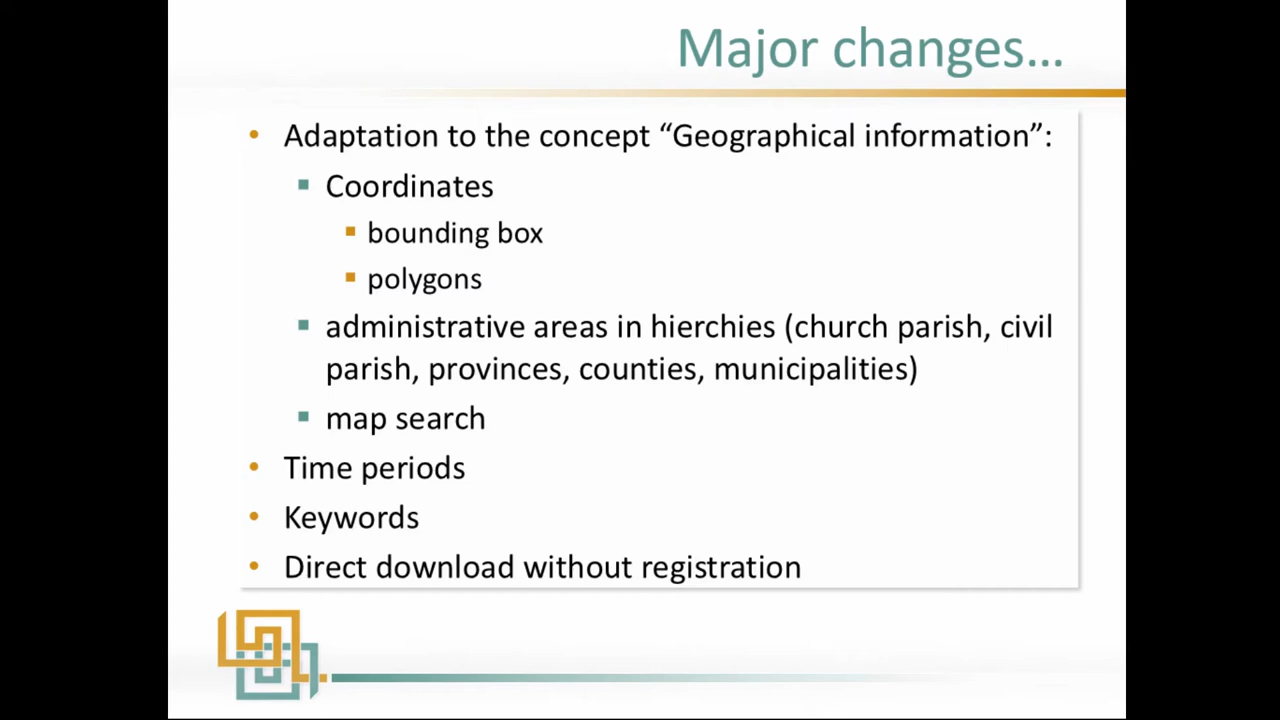 Major changes…
• Adaptation to the concept “Geographical information”:
▪ Coordinates
▪ bounding box
▪ polygons
▪ administrative areas in hierchies (church parish, civil
parish, provinces, counties, municipalities)
▪ map search
• Time periods
• Keywords
• Direct download without registration